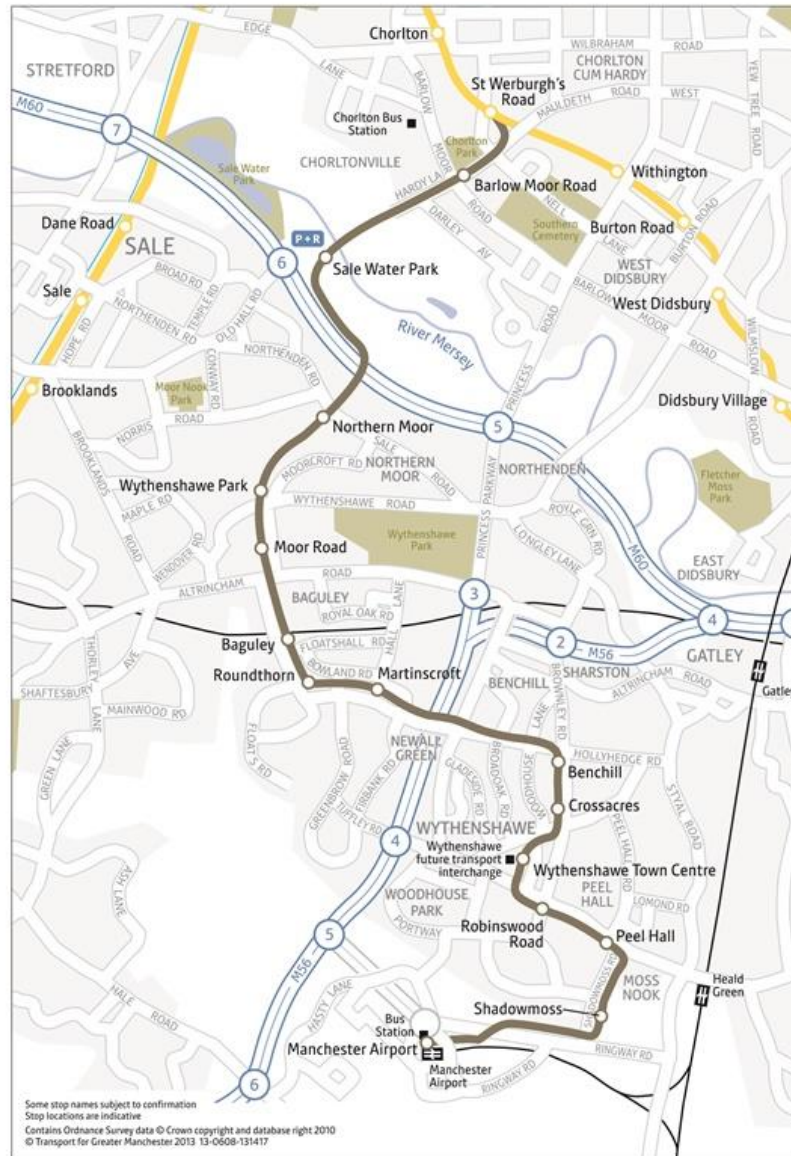 Chorlton
EDGE
LANE
WILBRAHAM ROAD
CHORLTON
CUM HARDY
YEW TREE ROAD
STRETFORD
BARLOW
MOOR
ROAD
St Werburgh's
Road
MAULDETH ROAD WEST
M60
7
Chorlton Bus
Station
Chorlton
Park
CHORLTONVILLE
Sale Water
Park
HARDY LA
Barlow Moor Road
Withington
NELL
LANE
Southern
Cemetery
Burton Road
BURTON ROAD
DARLEY AV
Dane Road
SALE
P+R
6
Sale Water Park
WEST
DIDSBURY
BROAD RD
TEMPLE RD
OLD HALL RD
Sale
NORTHENDEN RD
HOPE RD
BARLOW
MOOR
ROAD
West Didsbury
River Mersey
PRINCESS
ROAD
WILMSLOW
ROAD
NORTHENDEN RD
CONWAY RD
Brooklands
Moor Nook
Park
Didsbury Village
NORRIS
ROAD
Northern Moor
5
BROOKLANDS
ROAD
SALE
ROAD
MOORCROFT RD
NORTHERN
MOOR
NORTHENDEN
PRINCESS PARKWAY
Fletcher
Moss
Park
Wythenshawe Park
MAPLE RD
WYTHENSHAWE ROAD
ROYLE GRN RD
LONGLEY LANE
Wythenshawe
Park
M60
Moor Road
WENDOVER RD
EAST
DIDSBURY
ALTRINCHAM
ROAD
BAGULEY
3
ROYAL OAK RD
HALL LANE
4
2
M56
Baguley
FLOATSHALL RD
GATLEY
Roundthorn
BOWLAND RD
Martinscroft
BENCHILL
SHARSTON
ALTRINCHAM ROAD
Gatley
THORLEY
LANE
AVE
SHAFTESBURY
MAINWOOD RD
BROWNLEY RD
FLOATS RD
NEWALL
GREEN
HOLLYHEDGE RD
GREEN LANE
GREENBROW
ROAD
FIRBANK RD
TUFFLEY RD
GLADESIDE RD
BROADOAK RD
WOODHOUSE
LANE
Benchill
STYAL ROAD
Crossacres
WYTHENSHAWE
PEEL HALL RD
4
Wythenshawe
future transport
interchange
Wythenshawe Town Centre
PEEL
HALL
ASH LANE
WOODHOUSE
PARK
LOMOND RD
PORTWAY
Robinswood
Road
Peel Hall
5
M56
SHADOWMOSS RD
MOSS
NOOK
Heald
Green
HALE
ROAD
HASTY LANE
Shadowmoss
Bus
Station
Manchester Airport
RINGWAY RD
Manchester
Airport
RINGWAY RD
6
Some stop names subject to confirmation
Stop locations are indicative
Contains Ordnance Survey data © Crown copyright and database right 2010
© Transport for Greater Manchester 2013 13-0608-131417